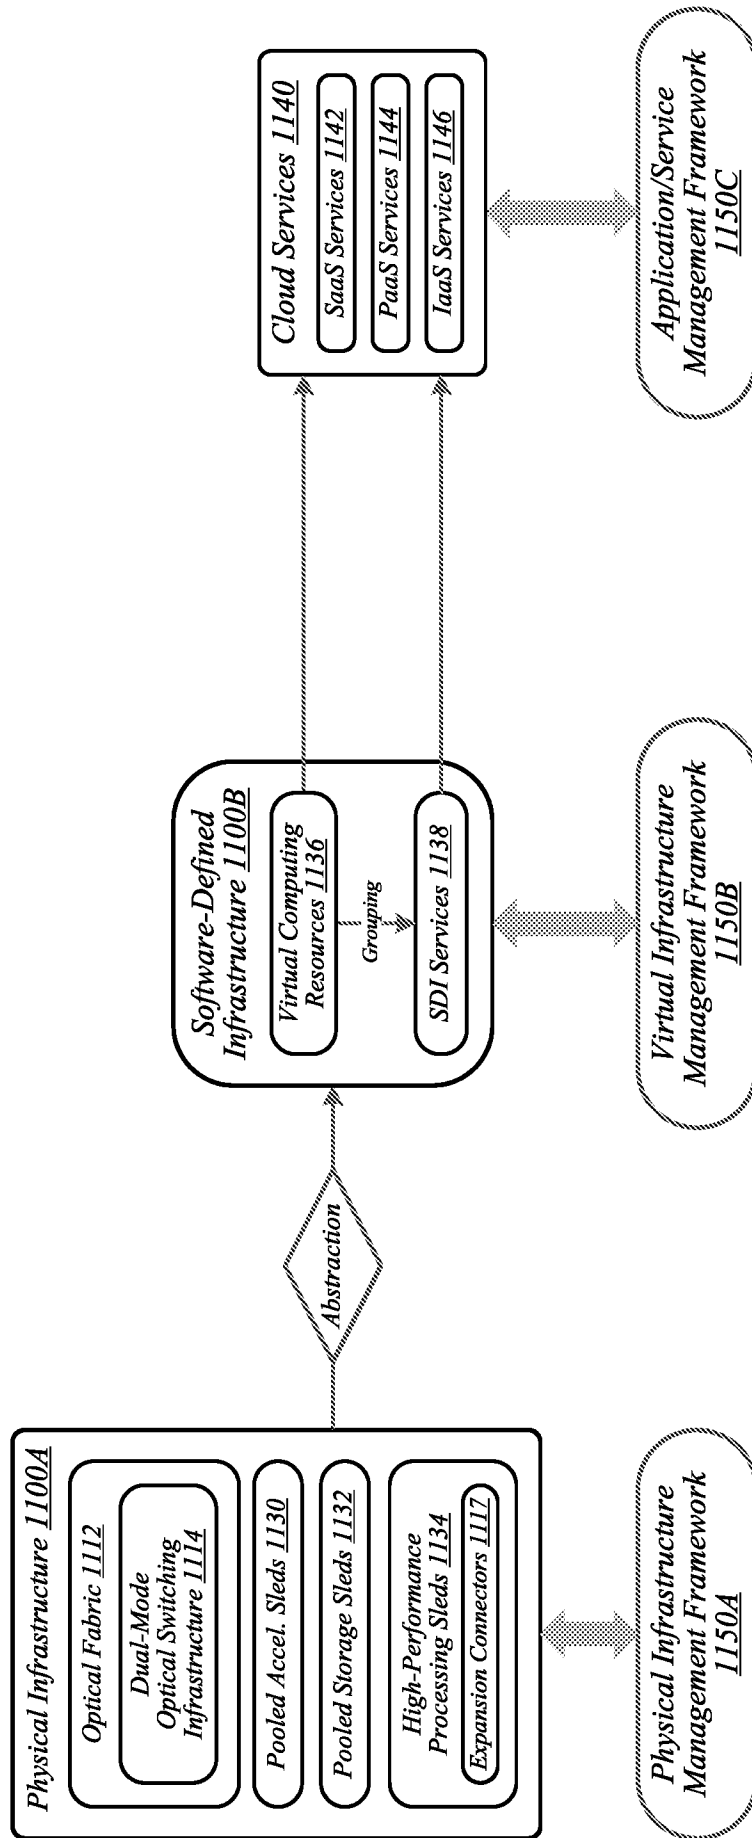 Physical Infrastructure 1100A
Optical Fabric 1112
Dual-Mode
Optical Switching
Infrastructure 1114
Pooled Accel. Sleds 1130
Pooled Storage Sleds 1132
High-Performance
Processing Sleds 1134
Expansion Connectors 1117
Physical Infrastructure
Management Framework
1150A
Abstraction
Software-Defined
Infrastructure 1100B
Virtual Computing
Resources 1136
Grouping
SDI Services 1138
Virtual Infrastructure
Management Framework
1150B
Cloud Services 1140
SaaS Services 1142
PaaS Services 1144
IaaS Services 1146
Application/Service
Management Framework
1150C